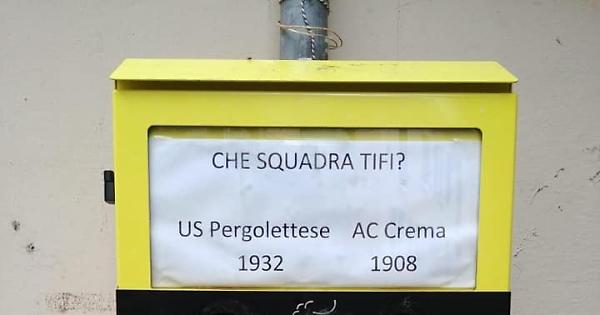 CHE SQUADRA TIFI?
US Pergolettese AC Crema
1932 1908